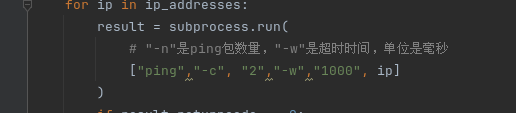 for ip in ip_addresses:
result = subprocess.run(
# "-n"是ping包数量，"-w"是超时时间，单位是毫秒
["ping","-c", "2","-w","1000", ip]
)